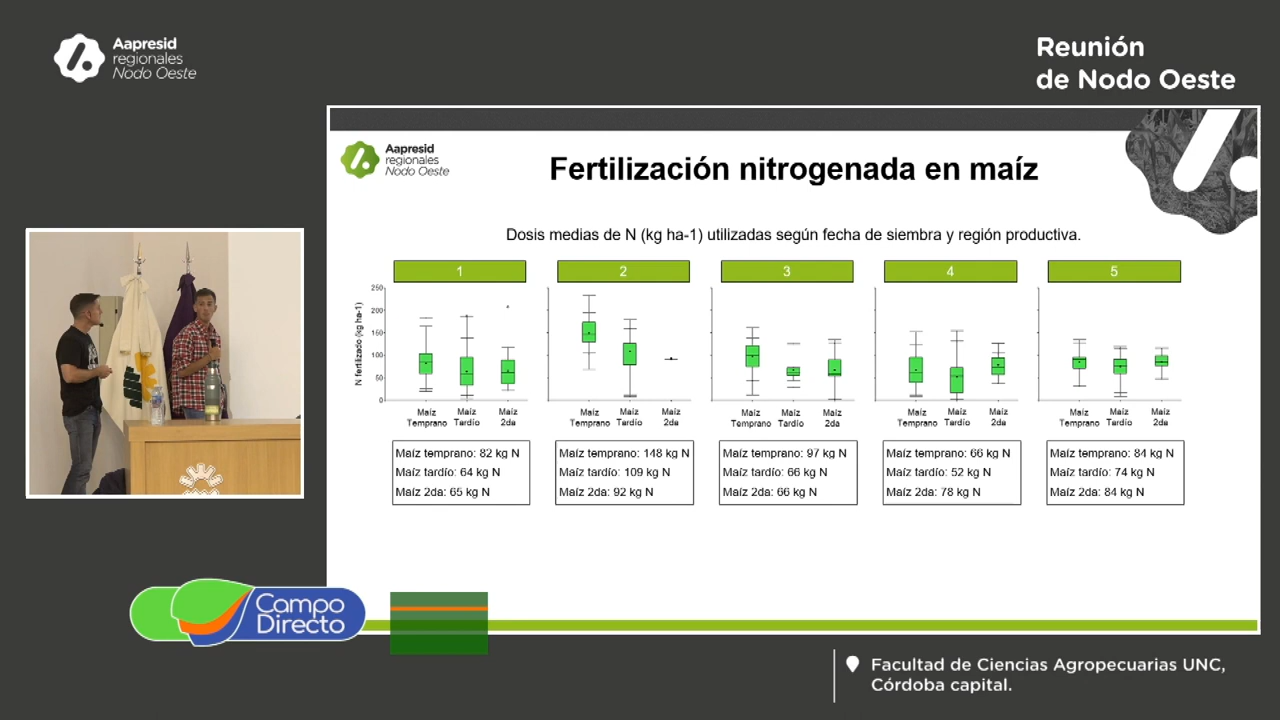 Aapresid
regionales
Nodo Oeste
Reunión
de Nodo Oeste
Aapresid
regionales
Nodo Oeste
Fertilización nitrogenada en maíz
Dosis medias de N (kg ha-1) utilizadas según fecha de siembra y región productiva.
1
2
3
4
5
N fertilizado (kg ha-1)
250
200
150
100
50
0
Maíz Temprano
Maíz Tardío
Maíz 2da
Maíz Temprano
Maíz Tardío
Maíz 2da
Maíz Temprano
Maíz Tardío
Maíz 2da
Maíz Temprano
Maíz Tardío
Maíz 2da
Maíz Temprano
Maíz Tardío
Maíz 2da
Maíz temprano: 82 kg N
Maíz tardío: 64 kg N
Maíz 2da: 65 kg N
Maíz temprano: 148 kg N
Maíz tardío: 109 kg N
Maíz 2da: 92 kg N
Maíz temprano: 97 kg N
Maíz tardío: 66 kg N
Maíz 2da: 66 kg N
Maíz temprano: 66 kg N
Maíz tardío: 52 kg N
Maíz 2da: 78 kg N
Maíz temprano: 84 kg N
Maíz tardío: 74 kg N
Maíz 2da: 84 kg N
Campo
Directo
Facultad de Ciencias Agropecuarias UNC,
Córdoba capital.